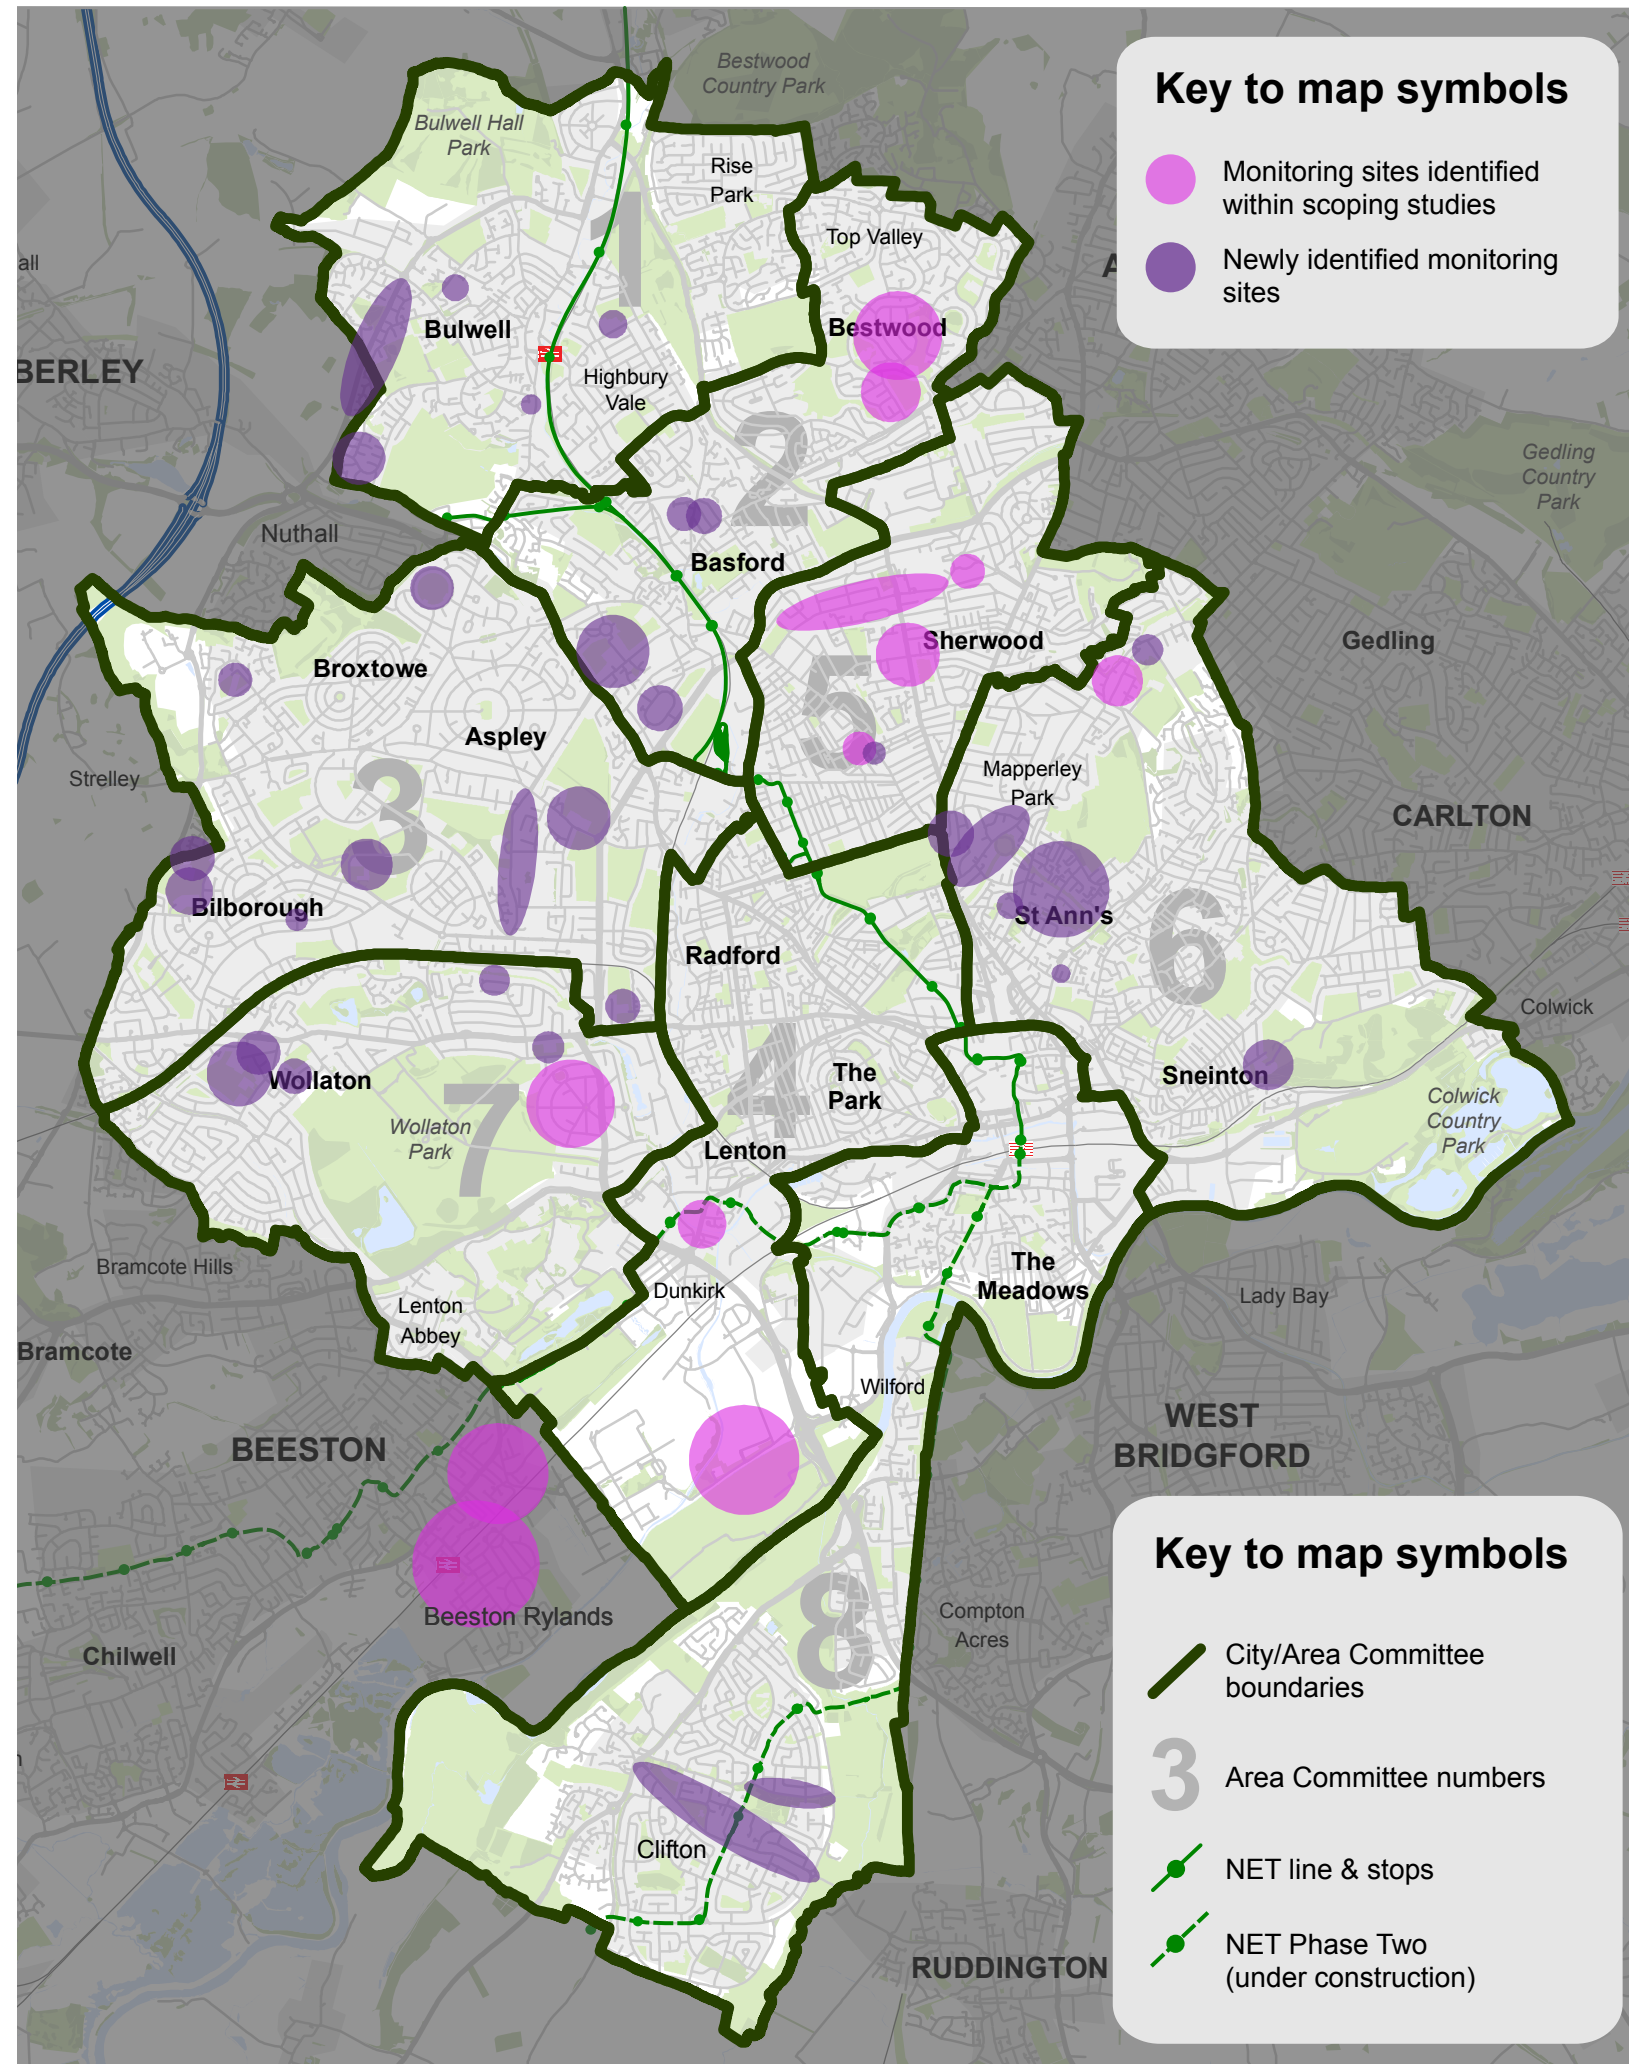 Key to map symbols
Monitoring sites identified
within scoping studies
Newly identified monitoring
sites
Bestwood
Country Park
Bulwell Hall
Park
Rise
Park
1
Top Valley
all
A
Bulwell
Bestwood
BERLEY
Highbury
Vale
2
Gedling
Country
Park
Nuthall
Basford
Sherwood
Gedling
Broxtowe
5
Aspley
Mapperley
Park
Strelley
3
CARLTON
Bilborough
St Ann's
6
Radford
Colwick
4
The
Park
Sneinton
Wollaton
7
Wollaton
Park
Colwick
Country
Park
Lenton
Bramcote Hills
Dunkirk
The
Meadows
Lady Bay
Lenton
Abbey
Bramcote
Wilford
WEST
BRIDGFORD
BEESTON
Key to map symbols
City/Area Committee
boundaries
3
Area Committee numbers
NET line & stops
NET Phase Two
(under construction)
8
Beeston Rylands
Compton
Acres
Chilwell
Clifton
RUDDINGTON